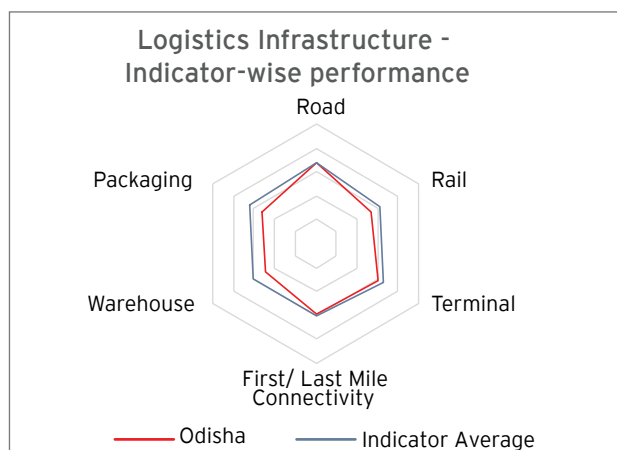 Logistics Infrastructure -
Indicator-wise performance
Road
Packaging
Rail
Warehouse
Terminal
First/ Last Mile
Connectivity
Odisha
Indicator Average